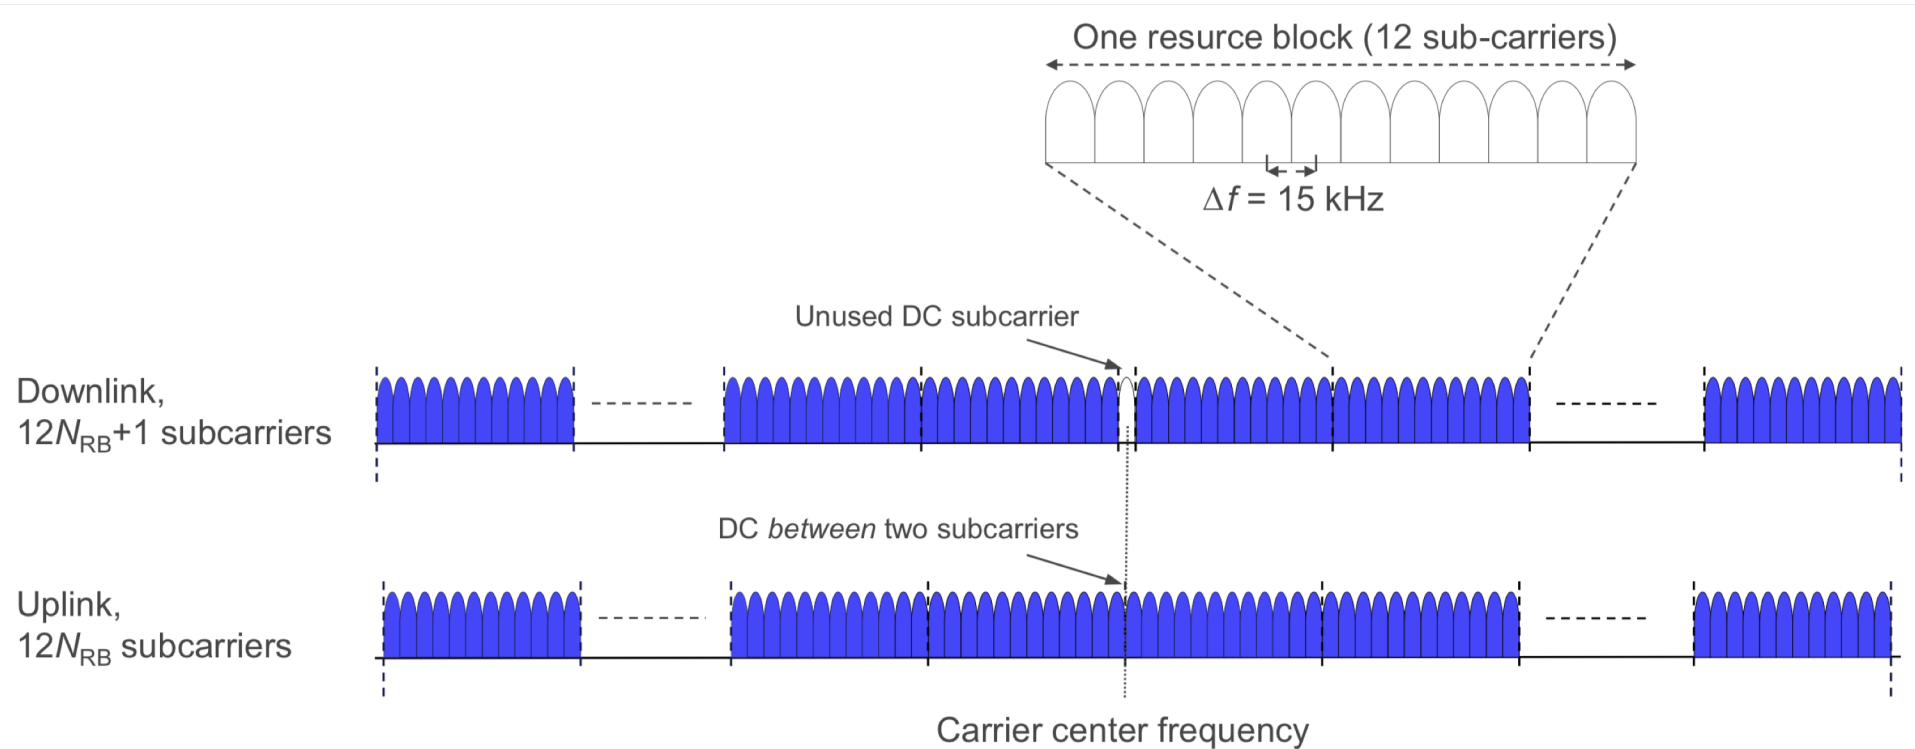 One resurce block (12 sub-carriers)
Δf = 15 kHz
Unused DC subcarrier
Downlink,
12NRB+1 subcarriers
DC between two subcarriers
Uplink,
12NRB subcarriers
Carrier center frequency